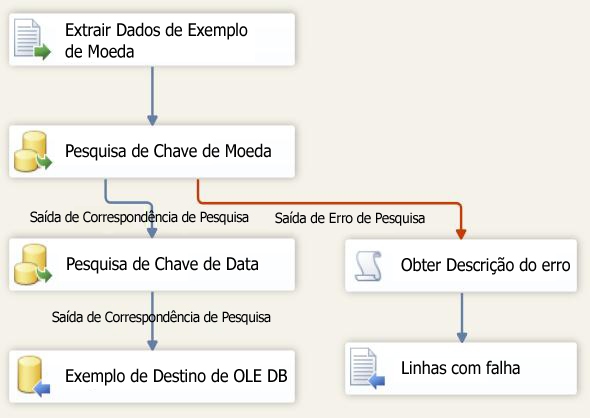 Extrair Dados de Exemplo
de Moeda
Pesquisa de Chave de Moeda
Saída de Correspondência de Pesquisa
Saída de Erro de Pesquisa
Pesquisa de Chave de Data
Obter Descrição do erro
Saída de Correspondência de Pesquisa
Exemplo de Destino de OLE DB
Linhas com falha